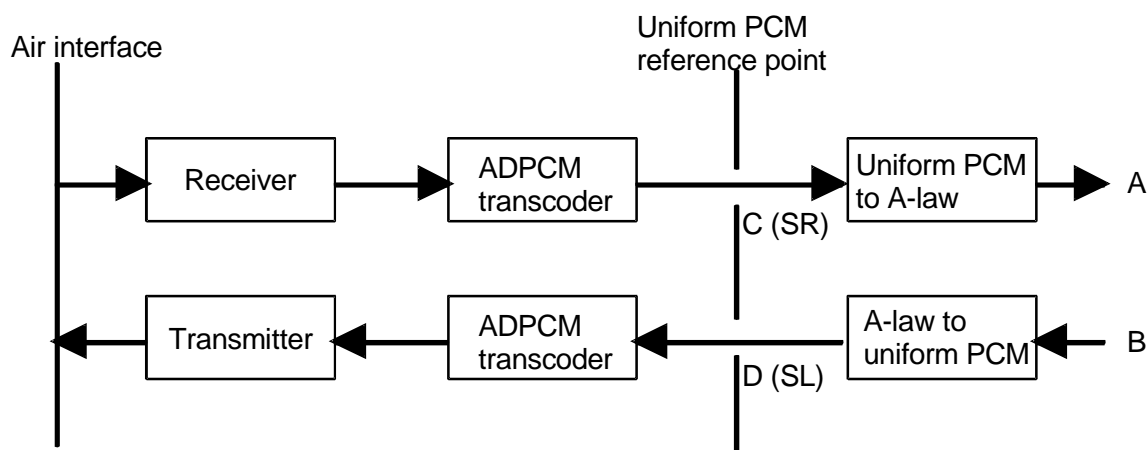 Air interface
Uniform PCM
reference point
Receiver
ADPCM
transcoder
Uniform PCM
to A-law
A
C (SR)
Transmitter
ADPCM
transcoder
A-law to
uniform PCM
B
D (SL)